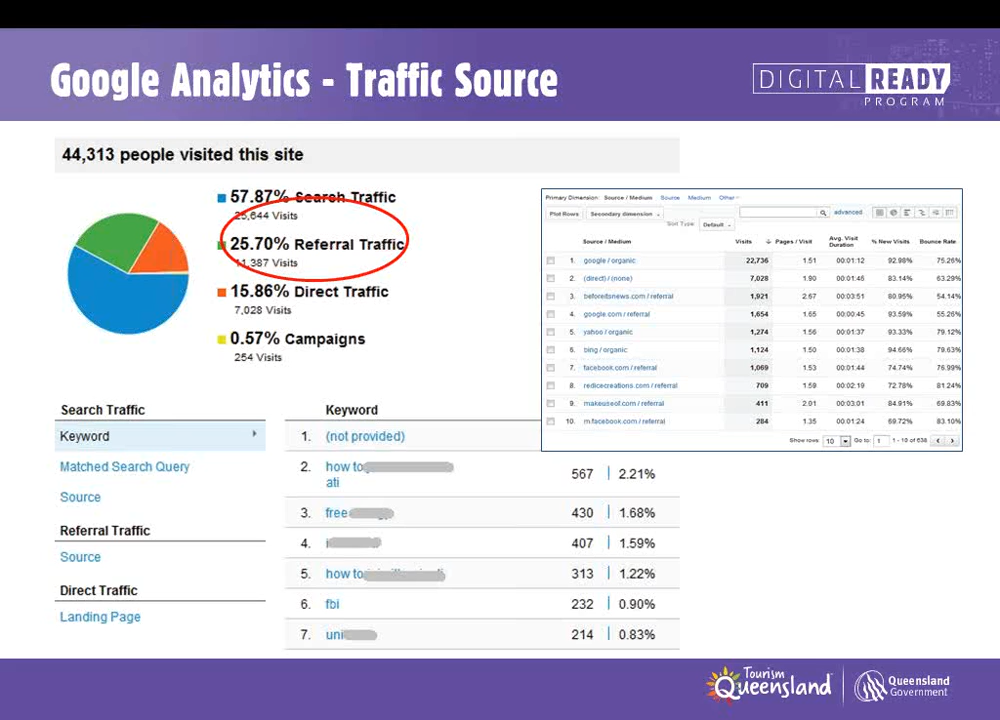 Google Analytics - Traffic Source
DIGITAL READY
PROGRAM
44,313 people visited this site
57.87% Search Traffic
25,644 Visits
25.70% Referral Traffic
11,387 Visits
15.86% Direct Traffic
7,028 Visits
0.57% Campaigns
254 Visits
Primary Dimension: Source / Medium Source Medium Other
Plot Rows Secondary dimension Sort Type Default advanced
Source / Medium Visits Pages / Visit Avg. Visit Duration % New Visits Bounce Rate
1. google / organic 22,736 1.51 00:01:12 92.98% 75.26%
2. (direct) / (none) 7,028 1.90 00:01:46 83.14% 63.29%
3. beforeitsnews.com / referral 1,921 2.67 00:03:51 80.95% 54.14%
4. google.com / referral 1,654 1.65 00:00:45 93.59% 55.26%
5. yahoo / organic 1,274 1.56 00:01:37 93.33% 79.12%
6. bing / organic 1,124 1.50 00:01:38 94.66% 79.63%
7. facebook.com / referral 1,069 1.53 00:01:44 74.74% 76.99%
8. redicecreations.com / referral 709 1.59 00:02:19 72.78% 81.24%
9. makeuseof.com / referral 411 2.01 00:03:01 84.91% 69.83%
10. m.facebook.com / referral 284 1.35 00:01:24 69.72% 83.10%
Show rows: 10 Go to: 1 1 - 10 of 638
Search Traffic
Keyword
Matched Search Query
Source
Referral Traffic
Source
Direct Traffic
Landing Page
Keyword
1. (not provided)
2. how to
ati 567 2.21%
3. free 430 1.68%
4. 407 1.59%
5. how to 313 1.22%
6. fbi 232 0.90%
7. uni 214 0.83%
Tourism
Queensland
Queensland
Government